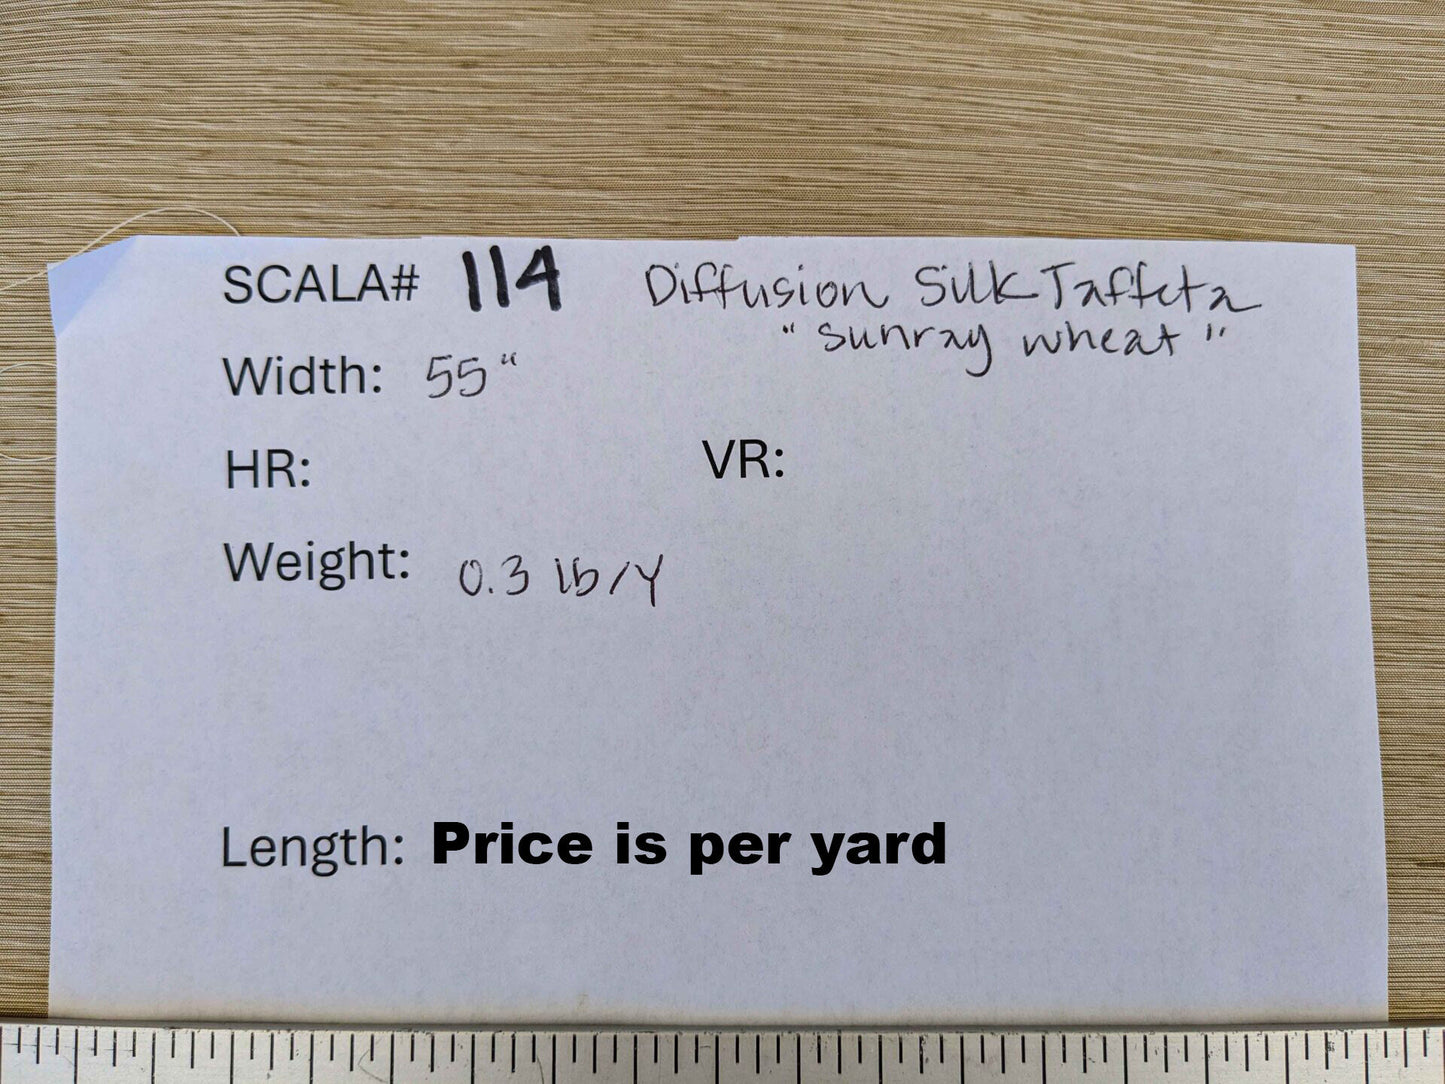 SCALA# 114 Diffusion Silk Taffeta
"sunray wheat"
Width: 55"
HR: VR:
Weight: 0.3 lb/Y
Length: Price is per yard